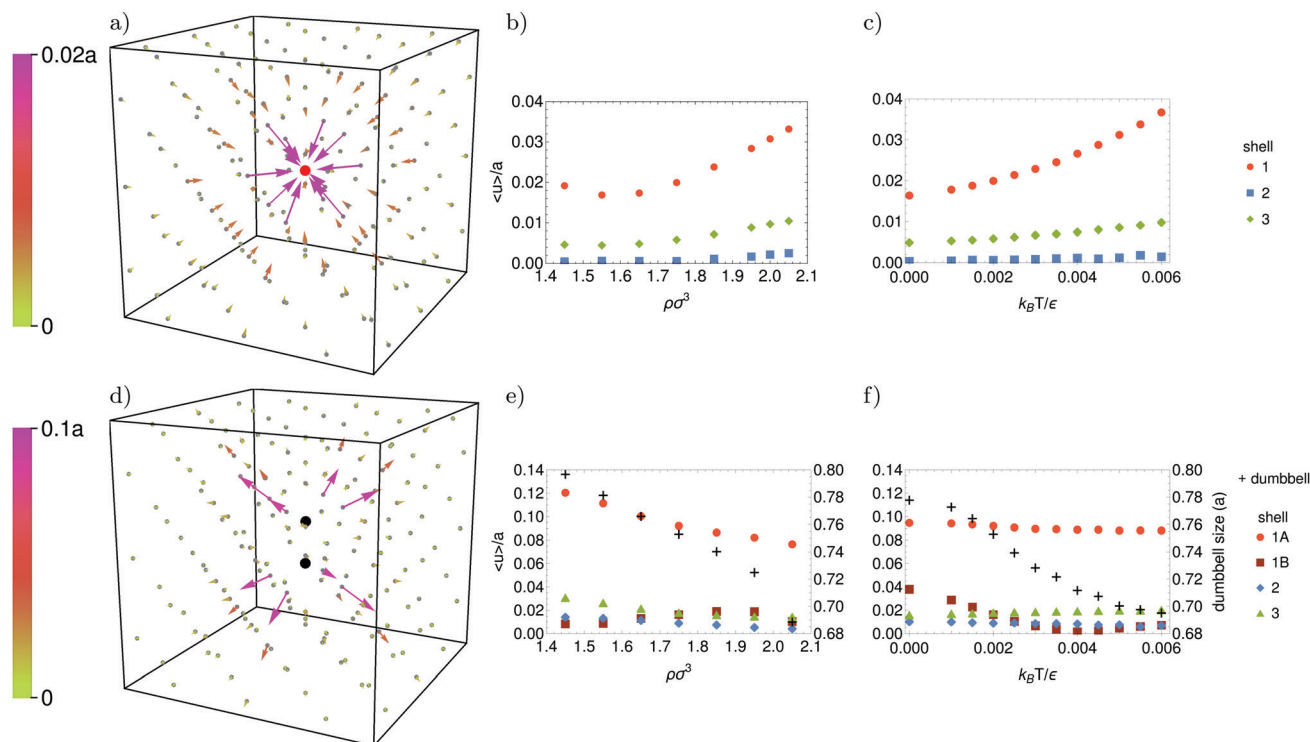 a)
0.02a
0
b)
<u>/a
0.04
0.03
0.02
0.01
0.00
1.4 1.5 1.6 1.7 1.8 1.9 2.0 2.1
ρσ³
c)
0.04
0.03
0.02
0.01
0.00
0.000 0.002 0.004 0.006
k_BT/ϵ
shell
1
2
3
d)
0.1a
0
e)
<u>/a
0.14 0.80
0.12 0.78
0.10 0.76
0.08 0.74
0.06 0.72
0.04 0.70
0.02 0.68
0.00
1.4 1.5 1.6 1.7 1.8 1.9 2.0 2.1
ρσ³
f)
0.14 0.80
0.12 0.78
0.10 0.76
0.08 0.74
0.06 0.72
0.04 0.70
0.02 0.68
0.00
0.000 0.002 0.004 0.006
k_BT/ϵ
dumbbell size (a)
+ dumbbell
shell
1A
1B
2
3